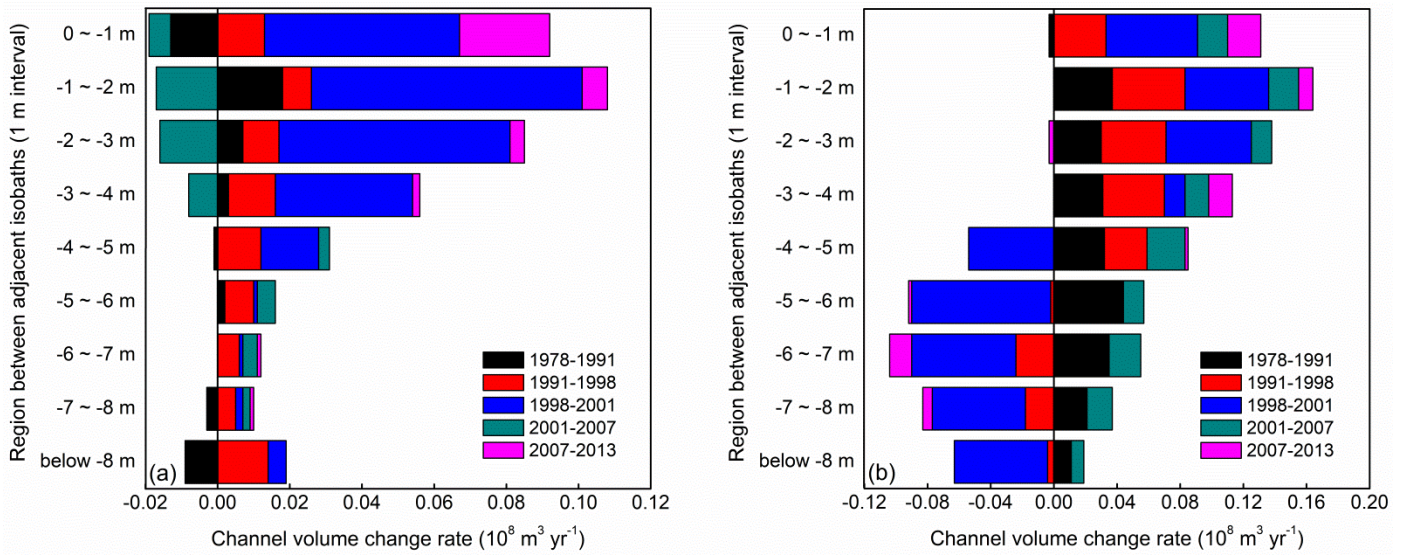 Region between adjacent isobaths (1 m interval)
0 ~ -1 m
-1 ~ -2 m
-2 ~ -3 m
-3 ~ -4 m
-4 ~ -5 m
-5 ~ -6 m
-6 ~ -7 m
-7 ~ -8 m
below -8 m
(a)
1978-1991
1991-1998
1998-2001
2001-2007
2007-2013
-0.02 0.00 0.02 0.04 0.06 0.08 0.10 0.12
Channel volume change rate (10⁸ m³ yr⁻¹)
Region between adjacent isobaths (1 m interval)
0 ~ -1 m
-1 ~ -2 m
-2 ~ -3 m
-3 ~ -4 m
-4 ~ -5 m
-5 ~ -6 m
-6 ~ -7 m
-7 ~ -8 m
below -8 m
(b)
1978-1991
1991-1998
1998-2001
2001-2007
2007-2013
-0.12 -0.08 -0.04 0.00 0.04 0.08 0.12 0.16 0.20
Channel volume change rate (10⁸ m³ yr⁻¹)